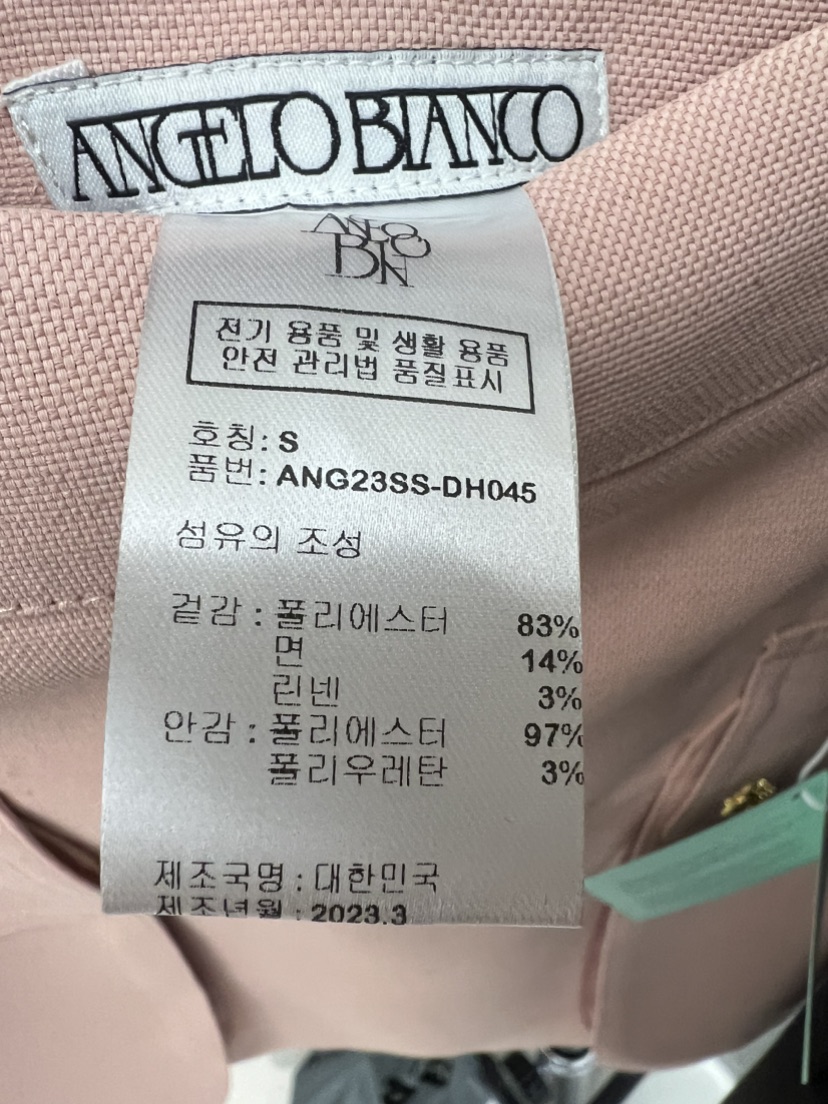 ANGELO BIANCO
전기 용품 및 생활 용품
안전 관리법 품질표시
호칭: S
품번: ANG23SS-DH045
섬유의 조성
겉감 : 폴리에스터 83%
면 14%
린넨 3%
안감 : 폴리에스터 97%
폴리우레탄 3%
제조국명 : 대한민국
제조년월 : 2023.3